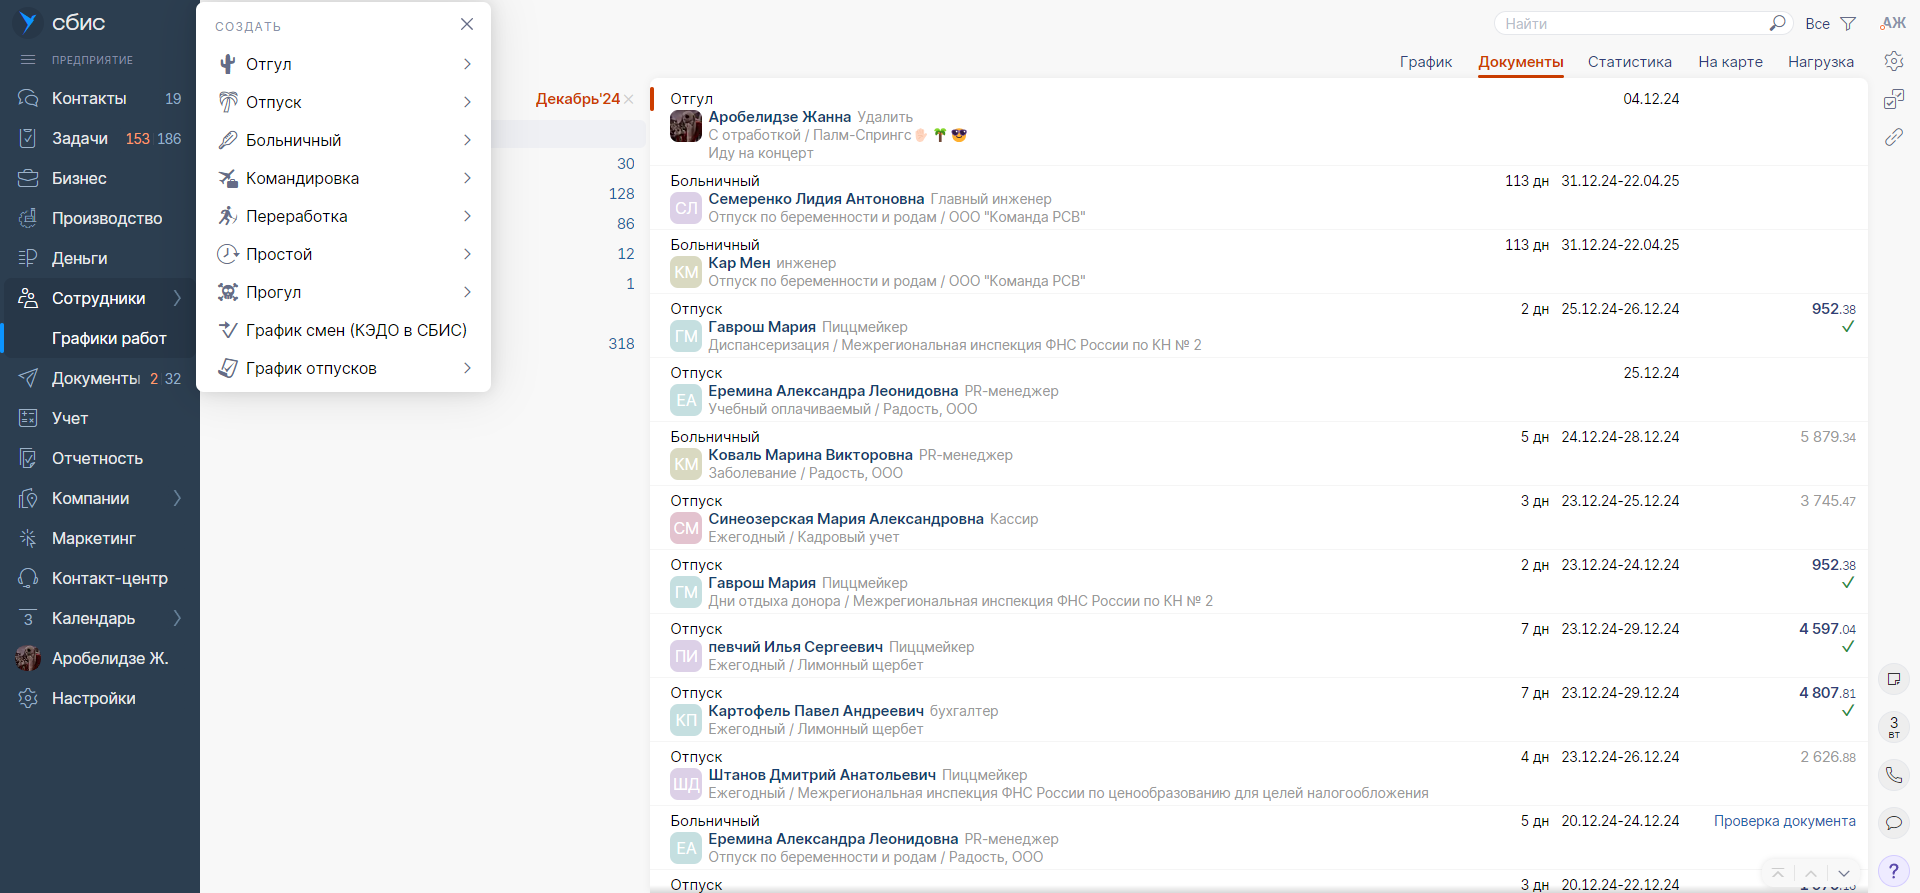 сбис
ПРЕДПРИЯТИЕ
Контакты 19
Задачи 153 186
Бизнес
Производство
Деньги
Сотрудники
Графики работ
Документы 2 32
Учет
Отчетность
Компании
Маркетинг
Контакт-центр
3 Календарь
Аробелидзе Ж.
Настройки
СОЗДАТЬ
Отгул
Отпуск
Больничный
Командировка
Переработка
Простой
Прогул
График смен (КЭДО в СБИС)
График отпусков
Декабрь'24
30
128
86
12
1
318
Найти
Все
АЖ
График Документы Статистика На карте Нагрузка
Отгул 04.12.24
Аробелидзе Жанна Удалить
С отработкой / Палм-Спрингс✋🏻🌴😎
Иду на концерт
Больничный 113 дн 31.12.24-22.04.25
СЛ Семеренко Лидия Антоновна Главный инженер
Отпуск по беременности и родам / ООО "Команда РСВ"
Больничный 113 дн 31.12.24-22.04.25
КМ Кар Мен инженер
Отпуск по беременности и родам / ООО "Команда РСВ"
Отпуск 2 дн 25.12.24-26.12.24 952.38
ГМ Гаврош Мария Пиццмейкер
Диспансеризация / Межрегиональная инспекция ФНС России по КН № 2
Отпуск 25.12.24
ЕА Еремина Александра Леонидовна PR-менеджер
Учебный оплачиваемый / Радость, ООО
Больничный 5 дн 24.12.24-28.12.24 5 879.34
КМ Коваль Марина Викторовна PR-менеджер
Заболевание / Радость, ООО
Отпуск 3 дн 23.12.24-25.12.24 3 745.47
СМ Синеозерская Мария Александровна Кассир
Ежегодный / Кадровый учет
Отпуск 2 дн 23.12.24-24.12.24 952.38
ГМ Гаврош Мария Пиццмейкер
Дни отдыха донора / Межрегиональная инспекция ФНС России по КН № 2
Отпуск 7 дн 23.12.24-29.12.24 4 597.04
ПИ певчий Илья Сергеевич Пиццмейкер
Ежегодный / Лимонный щербет
Отпуск 7 дн 23.12.24-29.12.24 4 807.81
КП Картофель Павел Андреевич бухгалтер
Ежегодный / Лимонный щербет
Отпуск 4 дн 23.12.24-26.12.24 2 626.88
ШД Штанов Дмитрий Анатольевич Пиццмейкер
Ежегодный / Межрегиональная инспекция ФНС России по ценообразованию для целей налогообложения
Больничный 5 дн 20.12.24-24.12.24 Проверка документа
ЕА Еремина Александра Леонидовна PR-менеджер
Отпуск по беременности и родам / Радость, ООО
Отпуск 3 дн 20.12.24-22.12.24
3
вт
?